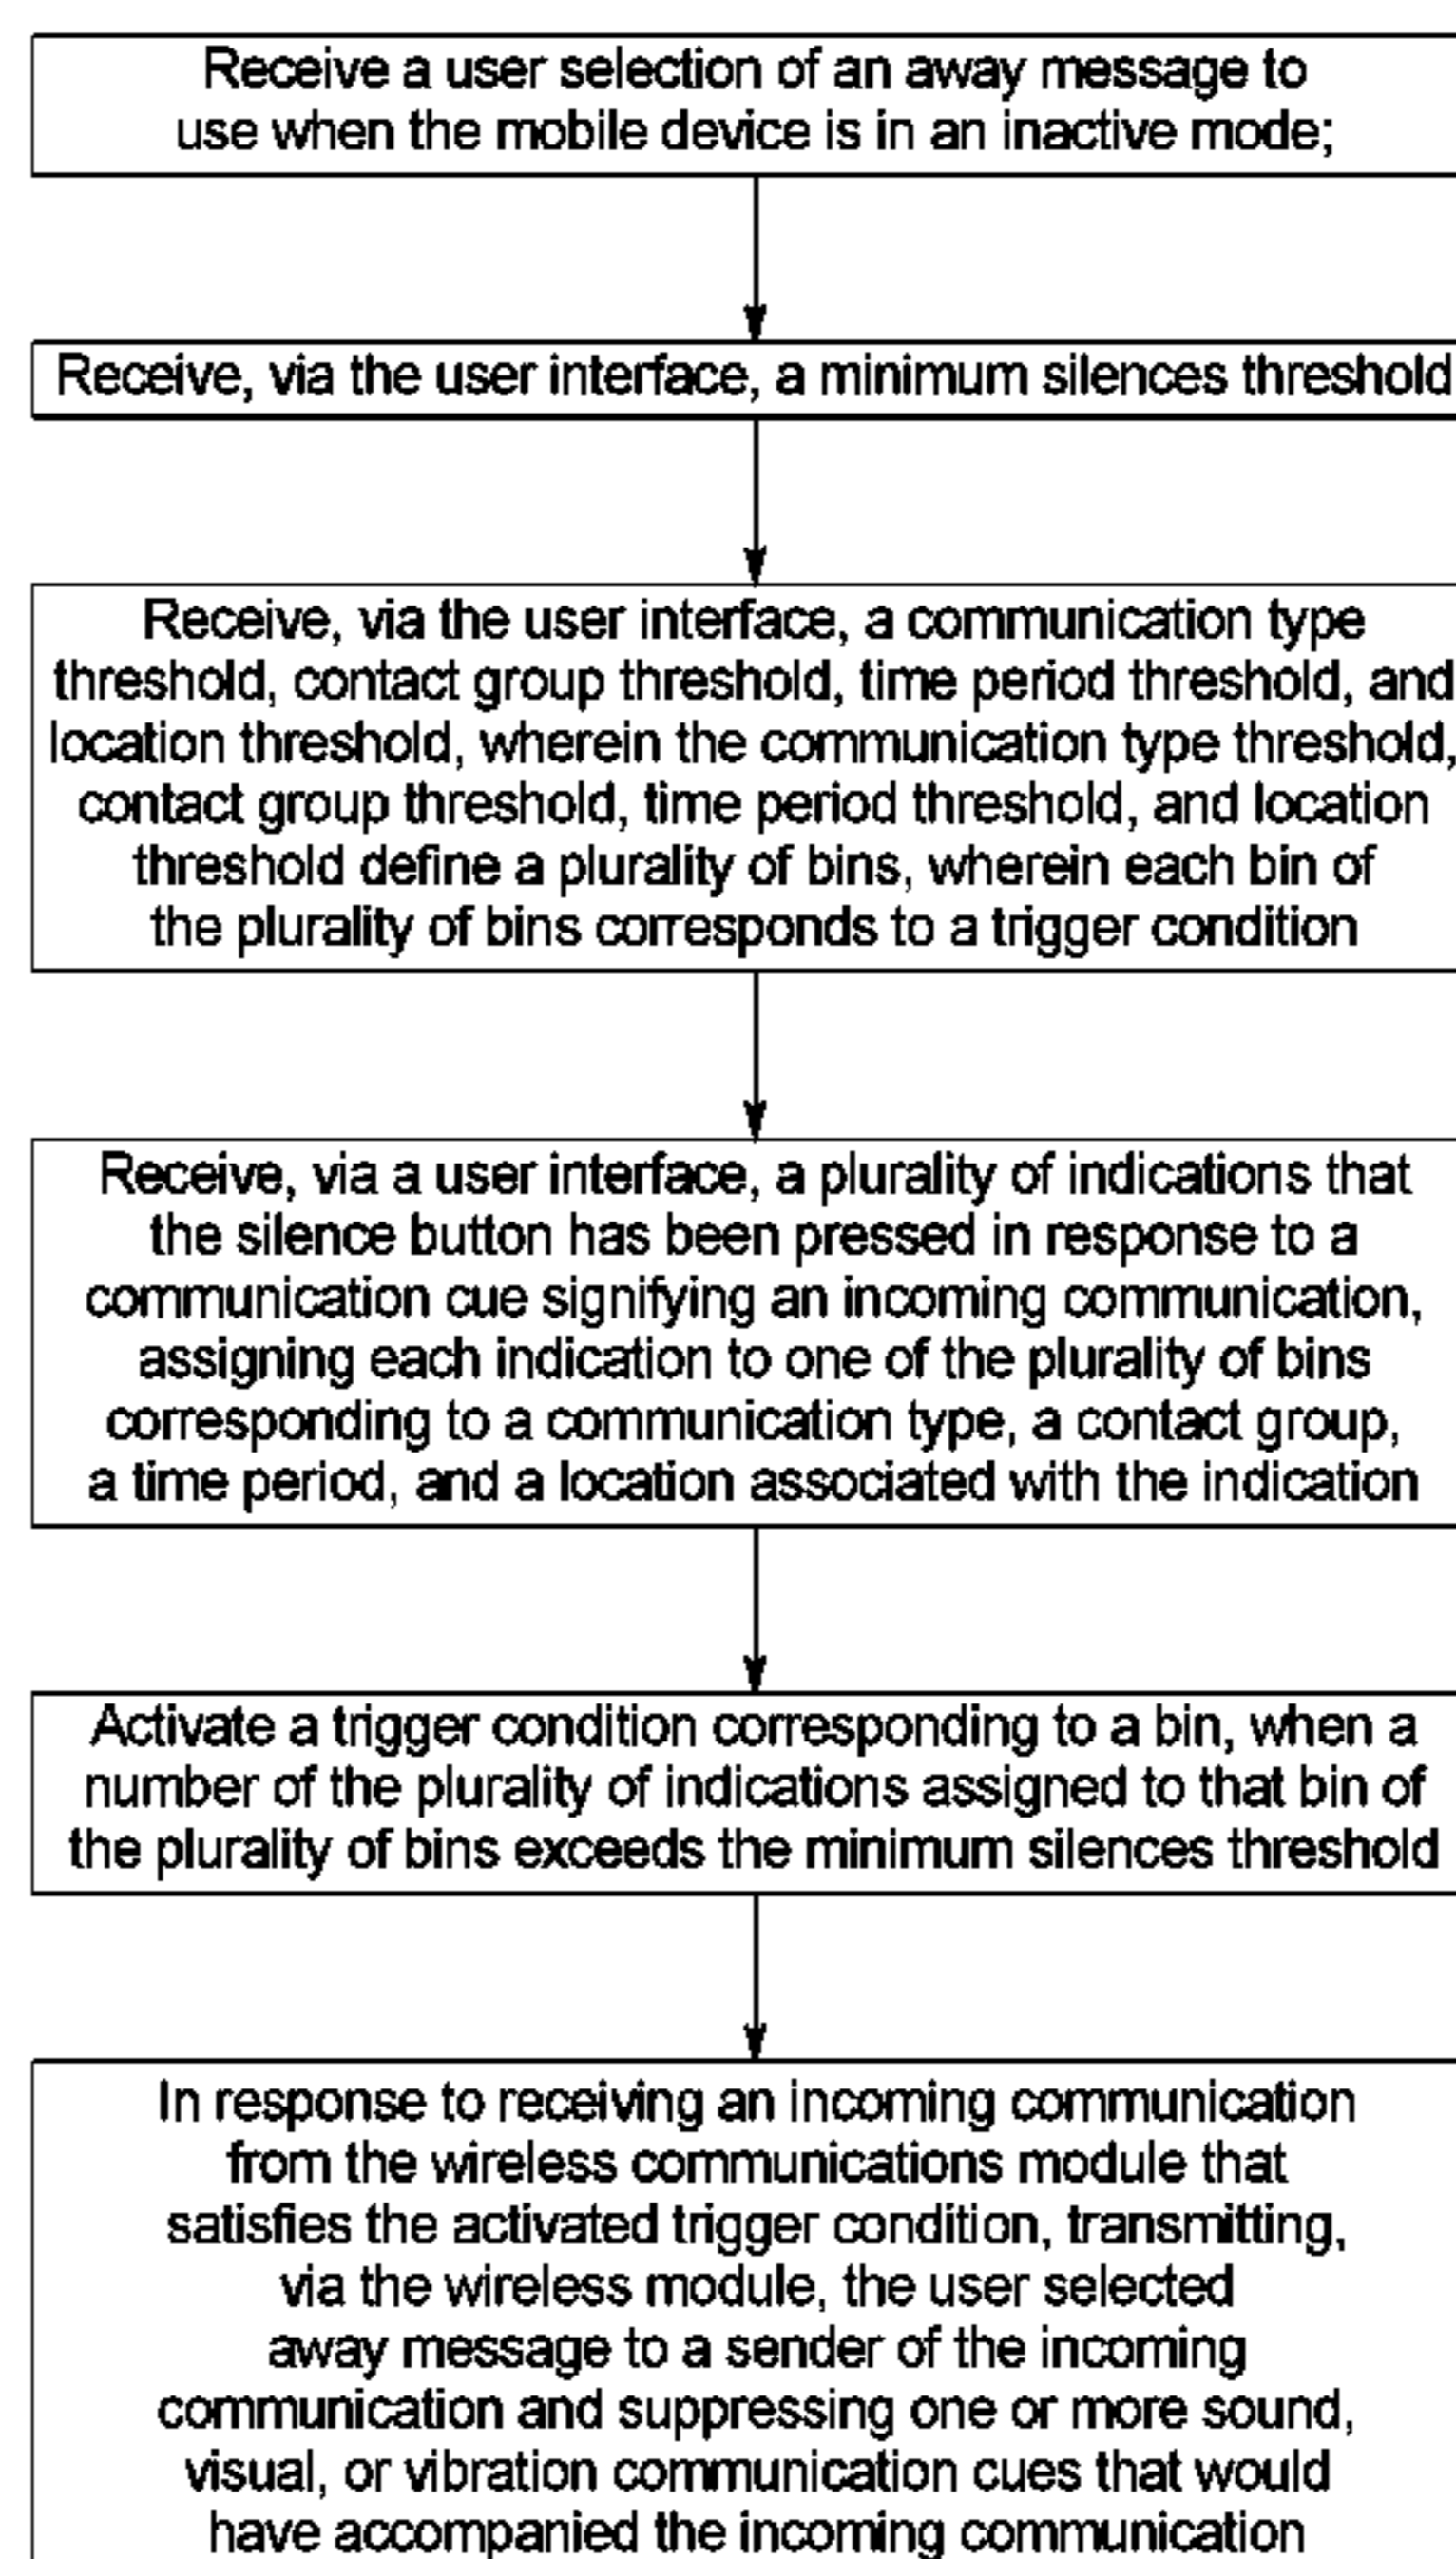 Receive a user selection of an away message to
use when the mobile device is in an inactive mode;
Receive, via the user interface, a minimum silences threshold
Receive, via the user interface, a communication type
threshold, contact group threshold, time period threshold, and
location threshold, wherein the communication type threshold,
contact group threshold, time period threshold, and location
threshold define a plurality of bins, wherein each bin of
the plurality of bins corresponds to a trigger condition
Receive, via a user interface, a plurality of indications that
the silence button has been pressed in response to a
communication cue signifying an incoming communication,
assigning each indication to one of the plurality of bins
corresponding to a communication type, a contact group,
a time period, and a location associated with the indication
Activate a trigger condition corresponding to a bin, when a
number of the plurality of indications assigned to that bin of
the plurality of bins exceeds the minimum silences threshold
In response to receiving an incoming communication
from the wireless communications module that
satisfies the activated trigger condition, transmitting,
via the wireless module, the user selected
away message to a sender of the incoming
communication and suppressing one or more sound,
visual, or vibration communication cues that would
have accompanied the incoming communication